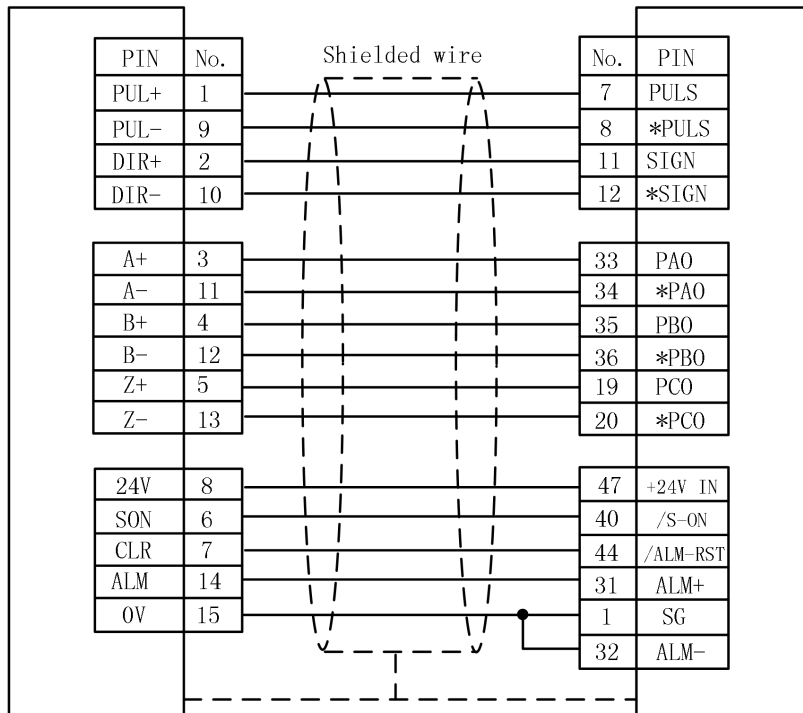 Shielded wire
PIN No. No. PIN
PUL+ 1 7 PULS
PUL- 9 8 *PULS
DIR+ 2 11 SIGN
DIR- 10 12 *SIGN
A+ 3 33 PAO
A- 11 34 *PAO
B+ 4 35 PBO
B- 12 36 *PBO
Z+ 5 19 PCO
Z- 13 20 *PCO
24V 8 47 +24V IN
SON 6 40 /S-ON
CLR 7 44 /ALM-RST
ALM 14 31 ALM+
0V 15 1 SG
32 ALM-